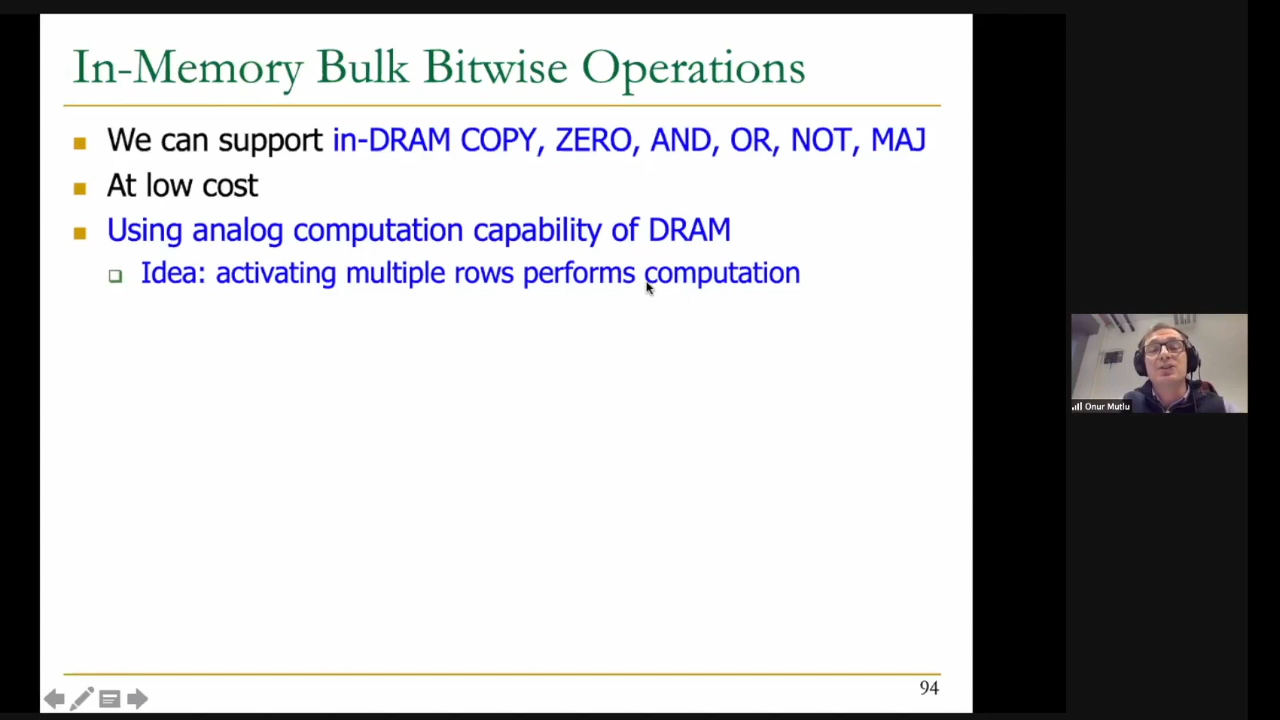 In-Memory Bulk Bitwise Operations
We can support in-DRAM COPY, ZERO, AND, OR, NOT, MAJ
At low cost
Using analog computation capability of DRAM
Idea: activating multiple rows performs computation
Onur Mutlu
94